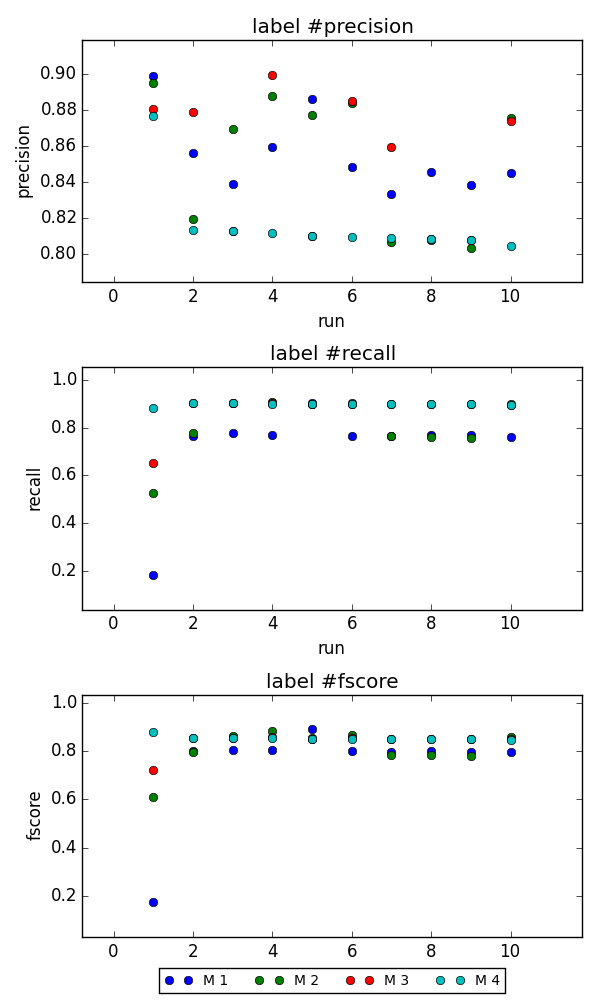 label #precision
0.90
0.88
0.86
0.84
0.82
0.80
precision
0 2 4 6 8 10
run
label #recall
1.0
0.8
0.6
0.4
0.2
recall
0 2 4 6 8 10
run
label #fscore
1.0
0.8
0.6
0.4
0.2
fscore
0 2 4 6 8 10
M 1 M 2 M 3 M 4